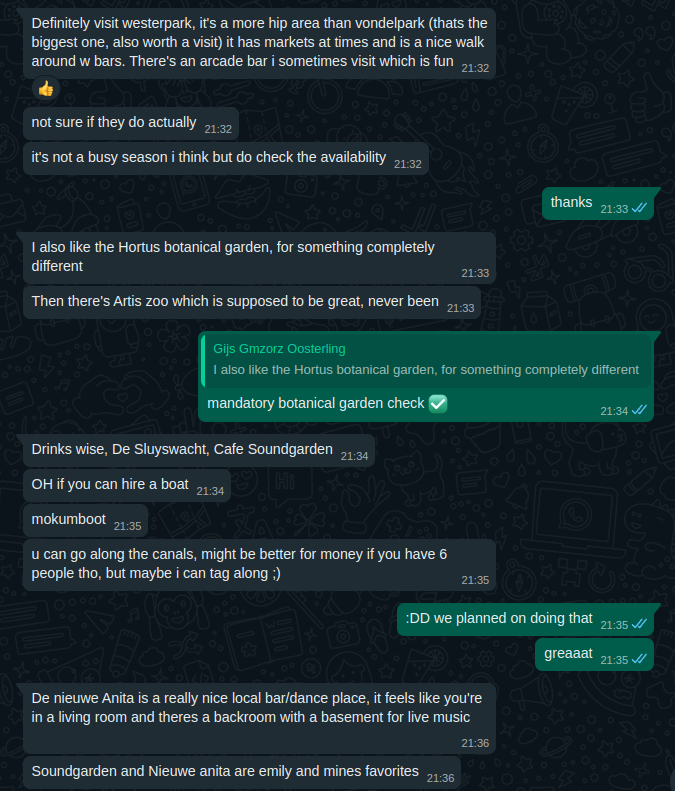 Definitely visit westerpark, it's a more hip area than vondelpark (thats the
biggest one, also worth a visit) it has markets at times and is a nice walk
around w bars. There's an arcade bar i sometimes visit which is fun 21:32
👍
not sure if they do actually 21:32
it's not a busy season i think but do check the availability 21:32
thanks 21:33
I also like the Hortus botanical garden, for something completely
different 21:33
Then there's Artis zoo which is supposed to be great, never been 21:33
Gijs Gmzorz Oosterling
I also like the Hortus botanical garden, for something completely different
mandatory botanical garden check ✅ 21:34
Drinks wise, De Sluyswacht, Cafe Soundgarden 21:34
OH if you can hire a boat 21:34
mokumboot 21:35
u can go along the canals, might be better for money if you have 6
people tho, but maybe i can tag along ;) 21:35
:DD we planned on doing that 21:35
greaaat 21:35
De nieuwe Anita is a really nice local bar/dance place, it feels like you're
in a living room and theres a backroom with a basement for live music
21:36
Soundgarden and Nieuwe anita are emily and mines favorites 21:36